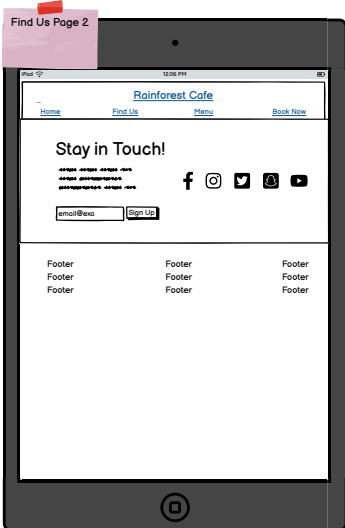 Find Us Page 2
iPad 12:06 PM
Rainforest Cafe
Home Find Us Menu Book Now
Stay in Touch!
email@exa Sign Up
Footer Footer Footer
Footer Footer Footer
Footer Footer Footer